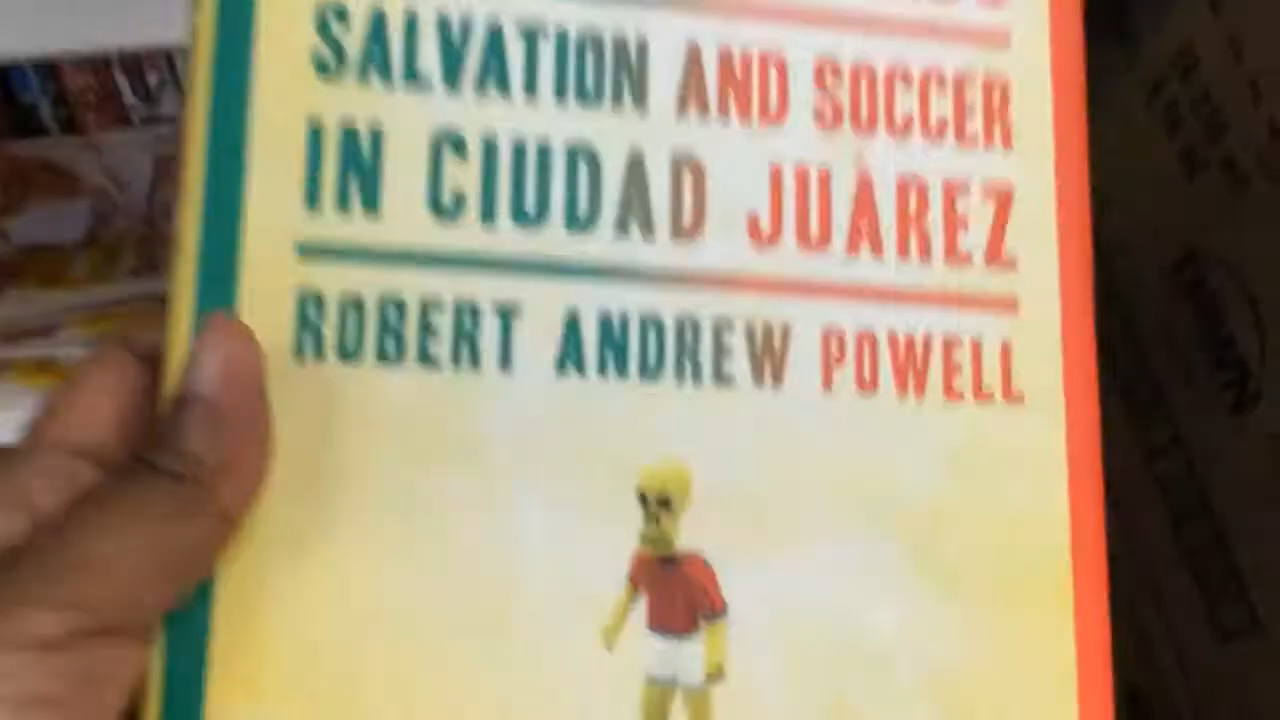 SALVATION AND SOCCER
IN CIUDAD JUÁREZ
ROBERT ANDREW POWELL